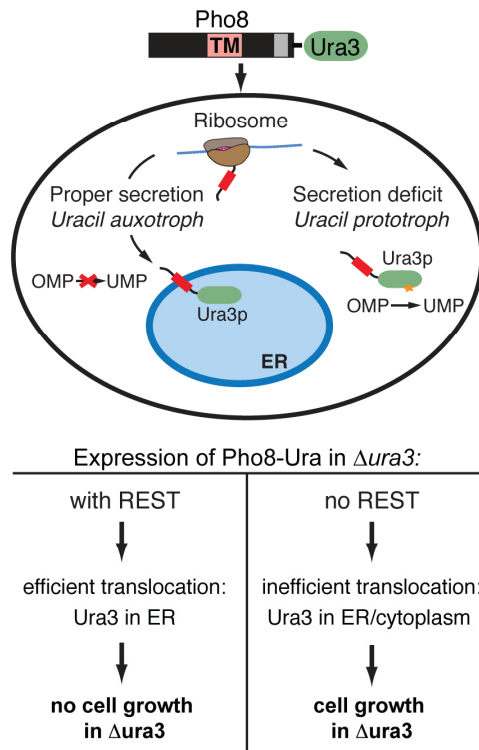 Pho8
TM
Ura3
Ribosome
Proper secretion
Uracil auxotroph
Secretion deficit
Uracil prototroph
OMP UMP
Ura3p
ER
Ura3p
OMP UMP
Expression of Pho8-Ura in Δura3:
with REST
efficient translocation:
Ura3 in ER
no cell growth
in Δura3
no REST
inefficient translocation:
Ura3 in ER/cytoplasm
cell growth
in Δura3